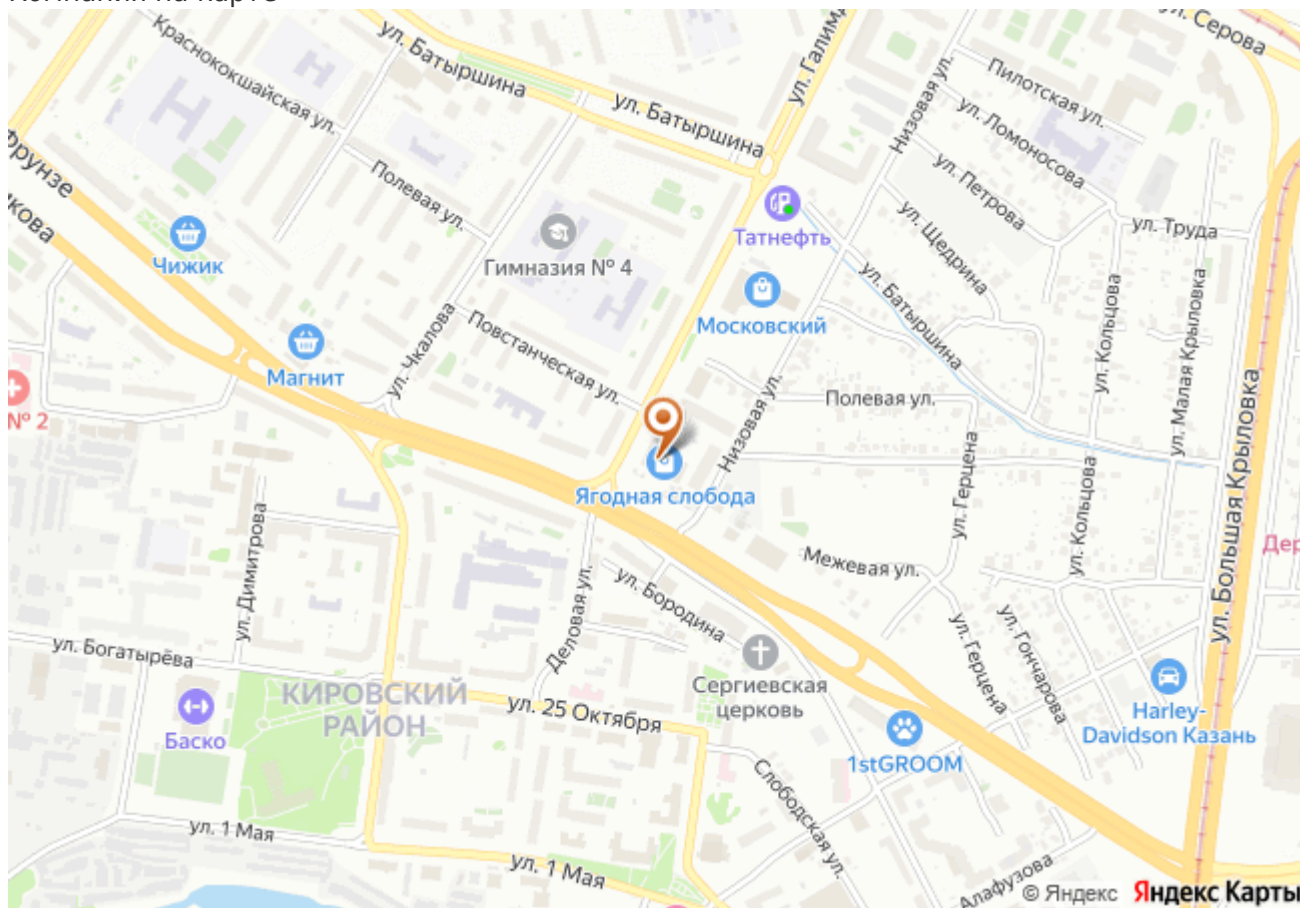 ул. Серова
Краснококшайская ул.
ул. Батыршина
ул. Батыршина
ул. Галим
Низовая ул.
Пилотская ул.
ул. Ломоносова
ул. Петрова
ул. Труда
Фрунзе
Полевая ул.
Чижик
Гимназия № 4
Татнефть
ул. Щедрина
ул. Батыршина
ул. Кольцова
ул. Малая Крыловка
Московский
Магнит
ул. Чкалова
Повстанческая ул.
№ 2
Полевая ул.
Низовая ул.
Ягодная слобода
ул. Герцена
ул. Кольцова
ул. Большая Крыловка
ул. Димитрова
Межевая ул.
Деловая ул.
ул. Бородина
ул. Герцена
ул. Гончарова
ул. Богатырёва
КИРОВСКИЙ
РАЙОН
ул. 25 Октября
Сергиевская
церковь
Баско
1stGROOM
Harley-
Davidson Казань
Слободская ул.
ул. 1 Мая
ул. 1 Мая
Алафузова
© Яндекс Яндекс Карты